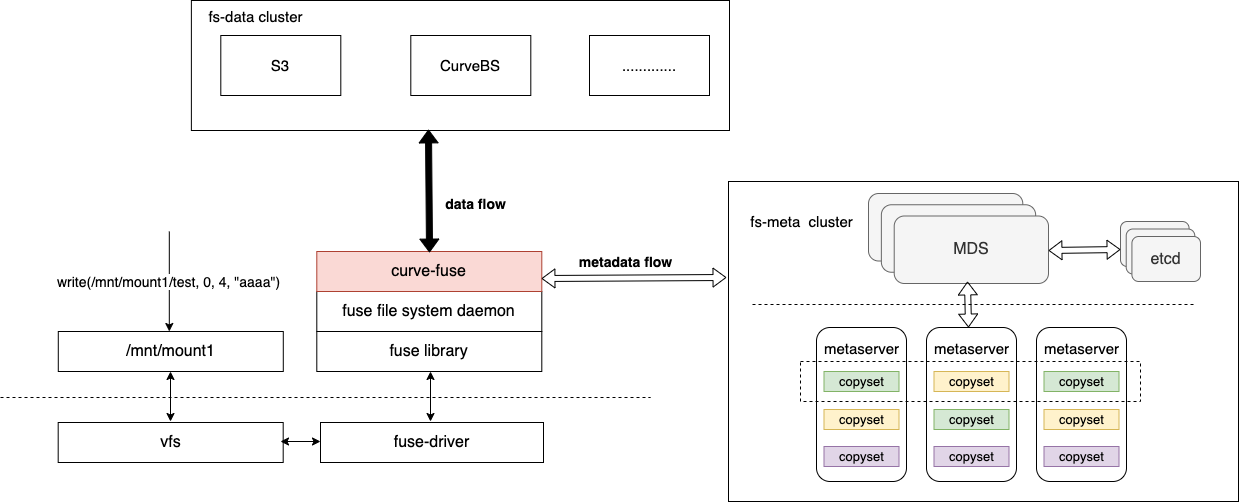 fs-data cluster
S3
CurveBS
.............
data flow
fs-meta cluster
MDS
etcd
curve-fuse
metadata flow
write(/mnt/mount1/test, 0, 4, "aaaa")
fuse file system daemon
/mnt/mount1
fuse library
metaserver
metaserver
metaserver
copyset
copyset
copyset
copyset
copyset
copyset
copyset
copyset
copyset
vfs
fuse-driver